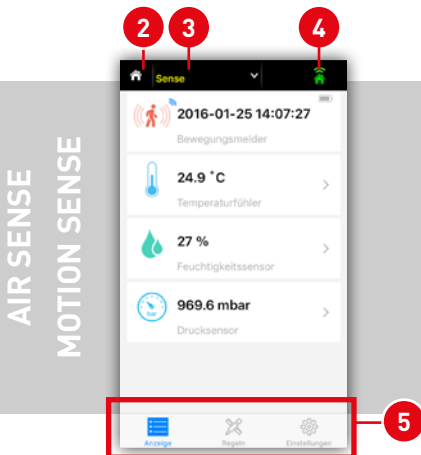 2 3 4
Sense
2016-01-25 14:07:27
Bewegungsmelder
24.9 °C
Temperaturfühler
27 %
Feuchtigkeitssensor
bar
969.6 mbar
Drucksensor
AIR SENSE
MOTION SENSE
5
Anzeige Regeln Einstellungen